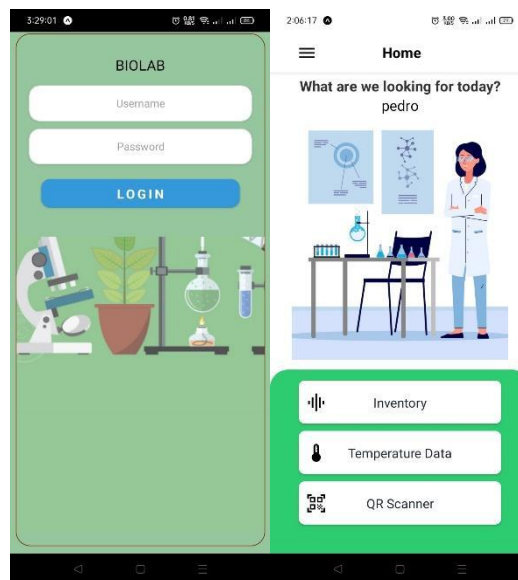 3:29:01
BIOLAB
Username
Password
LOGIN
2:06:17
Home
What are we looking for today?
pedro
Inventory
Temperature Data
QR Scanner